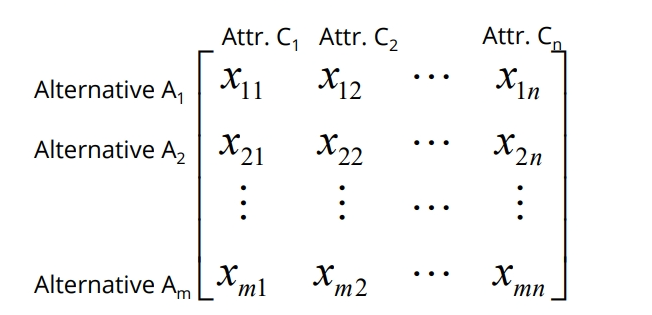 Attr. C₁ Attr. C₂ Attr. Cₙ
Alternative A₁ x₁₁ x₁₂ ⋯ x₁ₙ
Alternative A₂ x₂₁ x₂₂ ⋯ x₂ₙ
⋮ ⋮ ⋯ ⋮
Alternative Aₘ xₘ₁ xₘ₂ ⋯ xₘₙ